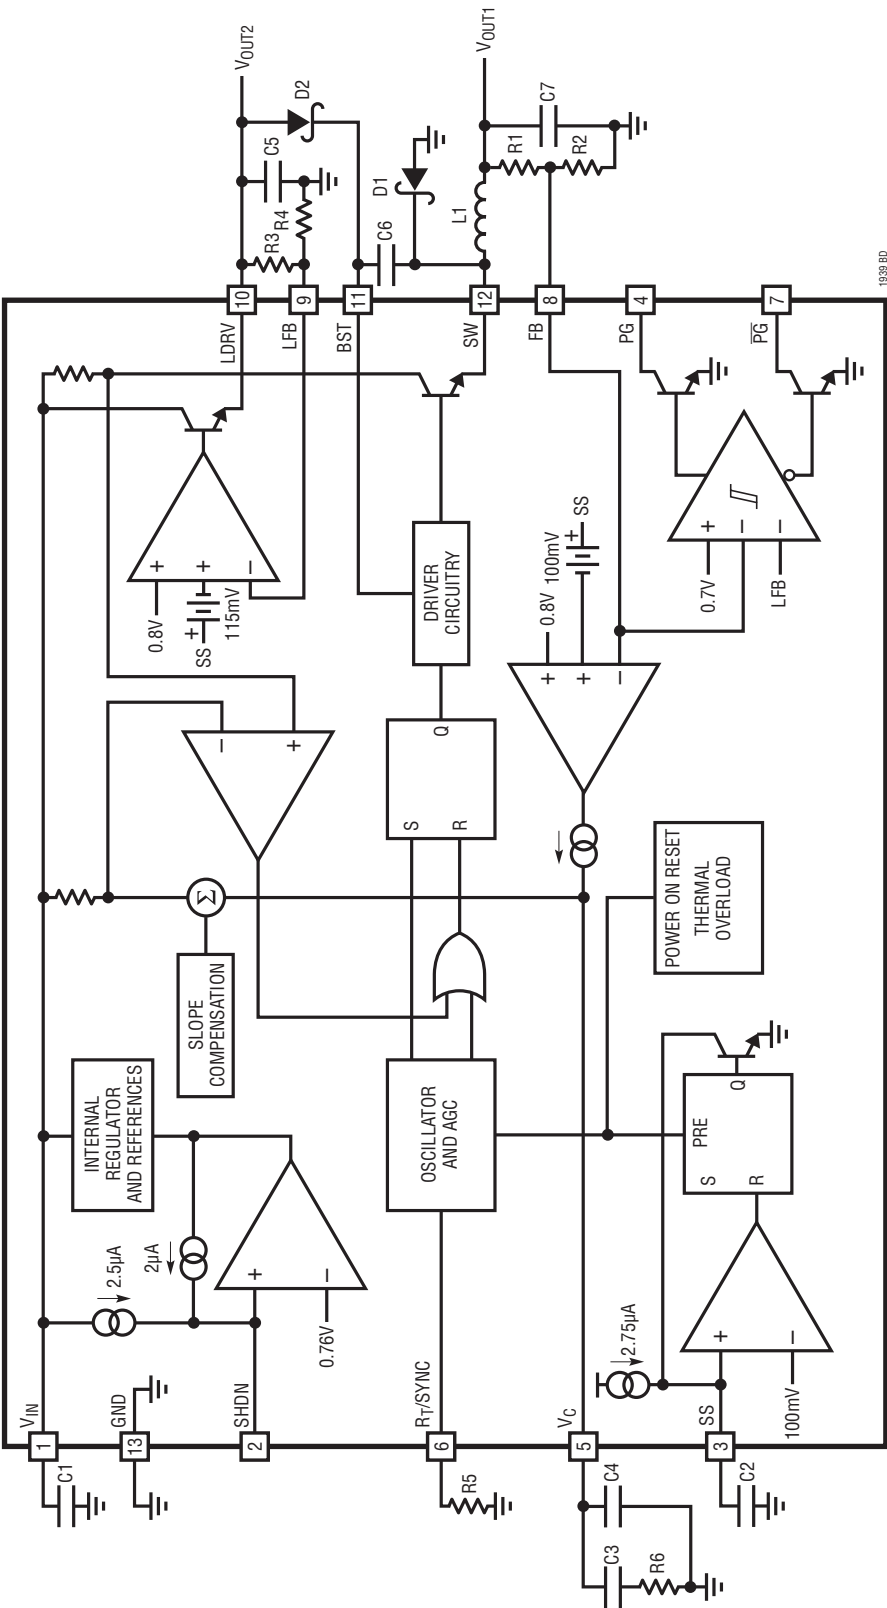 VIN
1
C1
GND
13
SHDN
2
2.5µA
2µA
+
–
0.76V
INTERNAL
REGULATOR
AND REFERENCES
SLOPE
COMPENSATION
Σ
–
+
0.8V
+
SS
+
+
–
115mV
LDRV
10
VOUT2
LFB
9
R3
R4
C5
D2
BST
11
C6
D1
SW
12
L1
VOUT1
RT/SYNC
6
R5
OSCILLATOR
AND AGC
S
R
Q
DRIVER
CIRCUITRY
FB
8
R1
R2
C7
VC
5
C3
C4
R6
0.8V
100mV
+
SS
+
+
–
PG
4
PG
7
0.7V
+
–
–
LFB
POWER ON RESET
THERMAL
OVERLOAD
SS
3
C2
2.75µA
+
–
100mV
PRE
S
R
Q
1939 BD